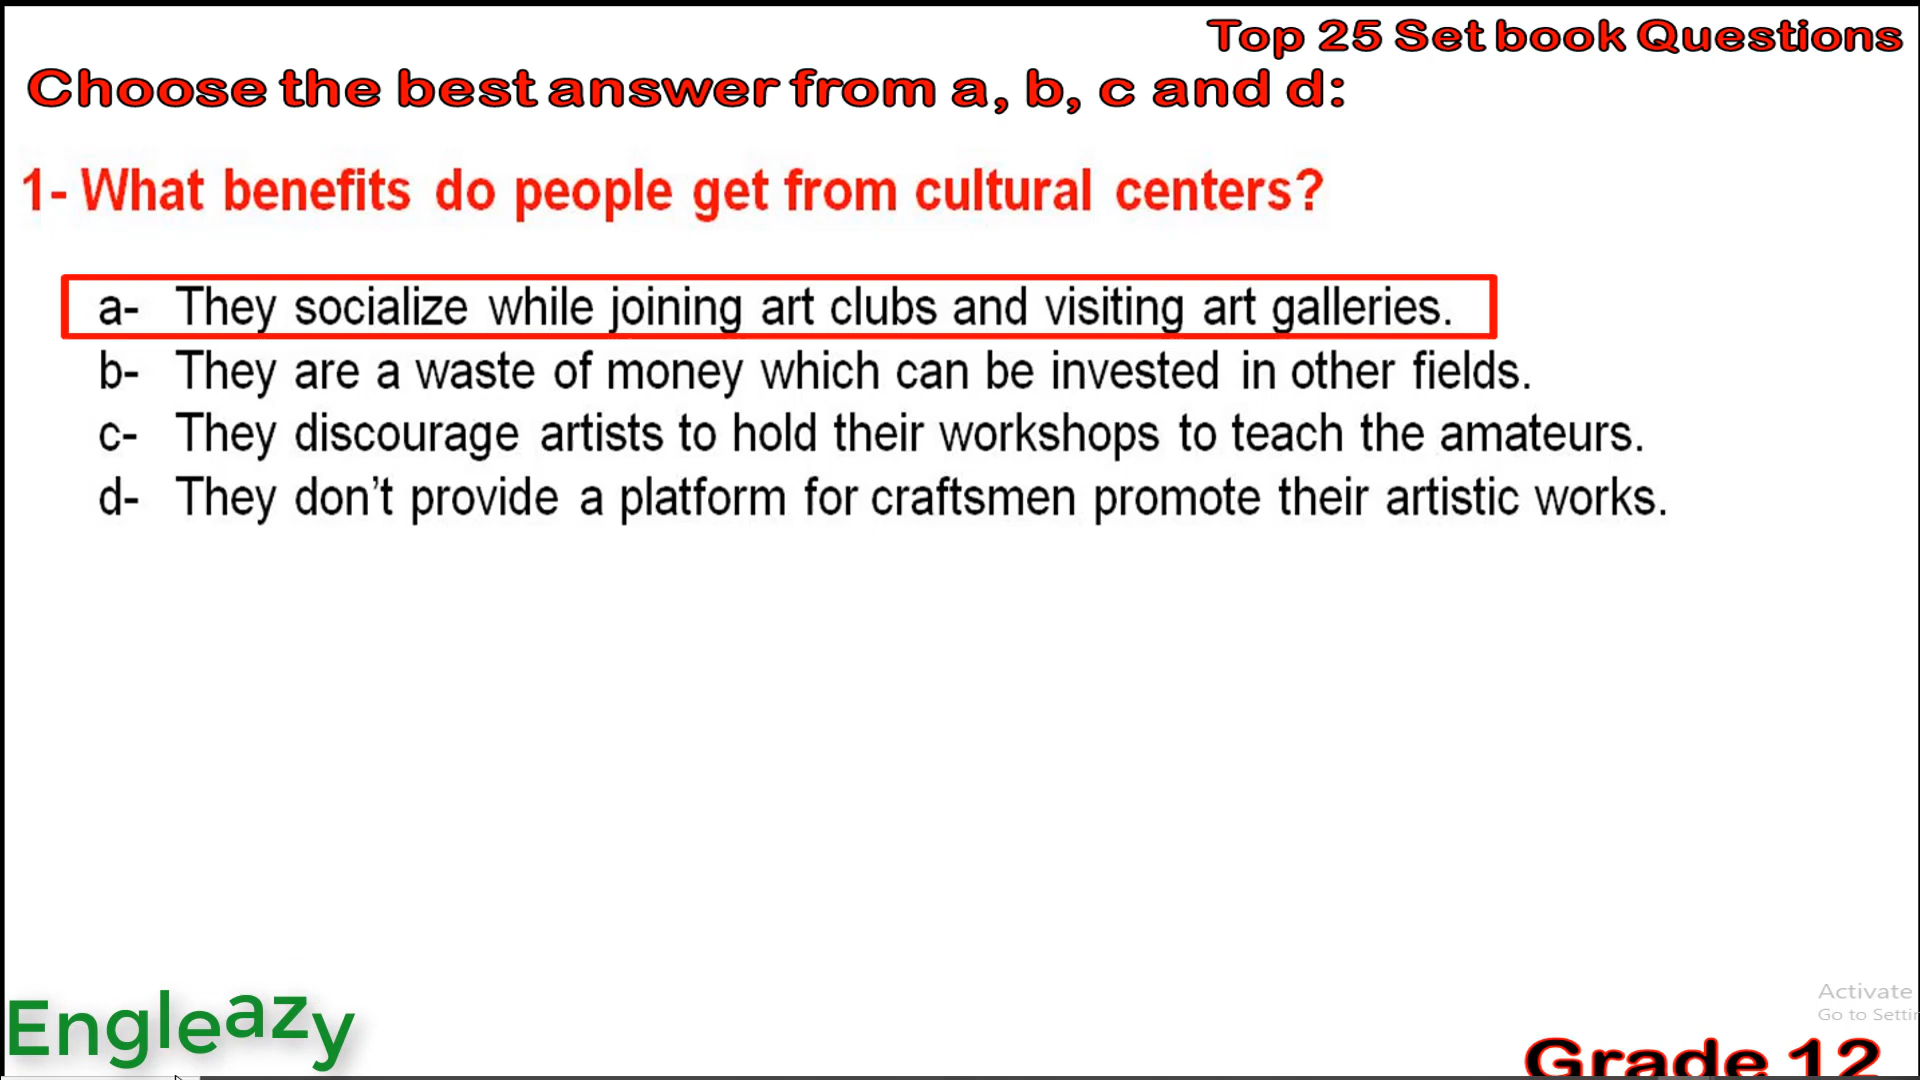 Top 25 Set book Questions
Choose the best answer from a, b, c and d:
1- What benefits do people get from cultural centers?
a- They socialize while joining art clubs and visiting art galleries.
b- They are a waste of money which can be invested in other fields.
c- They discourage artists to hold their workshops to teach the amateurs.
d- They don't provide a platform for craftsmen promote their artistic works.
Engleazy
Activate
Go to Settin
Grade 12